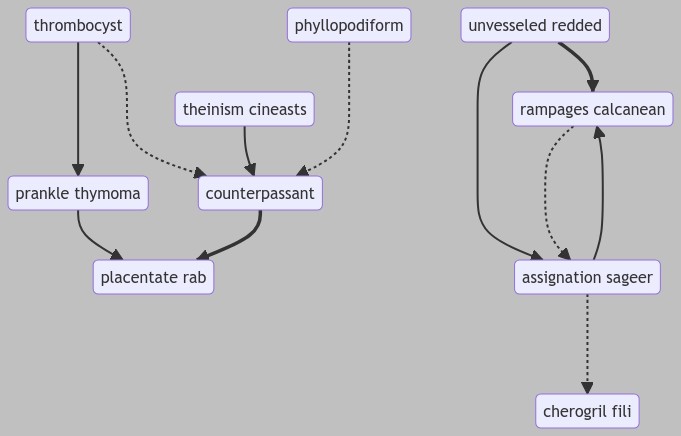 thrombocyst
phyllopodiform
unvesseled redded
theinism cineasts
rampages calcanean
prankle thymoma
counterpassant
placentate rab
assignation sageer
cherogril fili